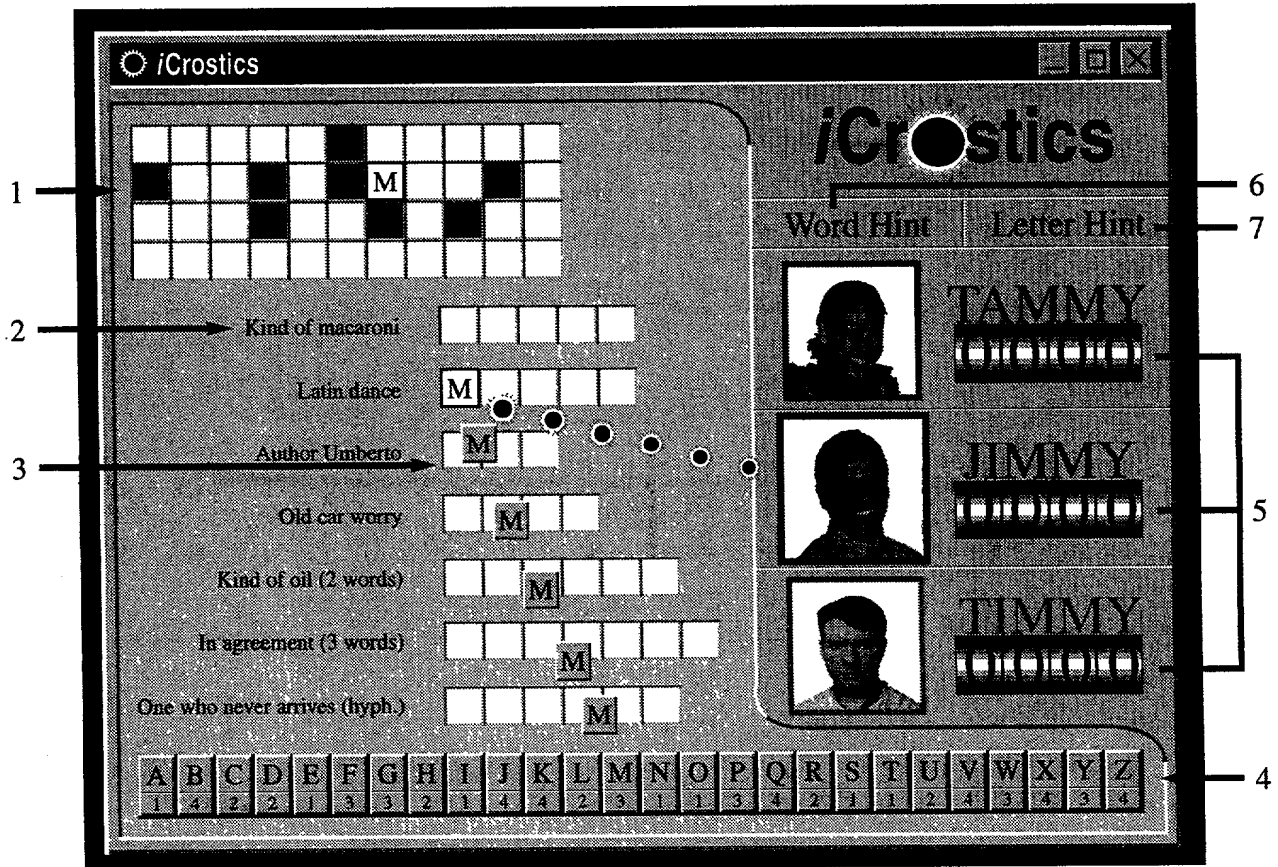 iCrostics
iCrostics
1
M
6
Word Hint
Letter Hint
7
TAMMY
0000
2
Kind of macaroni
Latin dance
M
M
3
Author Umberto
JIMMY
0000
5
Old car worry
M
Kind of oil (2 words)
M
TIMMY
0000
In agreement (3 words)
M
One who never arrives (hyph.)
M
A B C D E F G H I J K L M N O P Q R S T U V W X Y Z
1 4 2 2 1 3 3 2 1 4 4 2 3 1 1 3 4 2 1 1 2 4 3 4 3 4
4